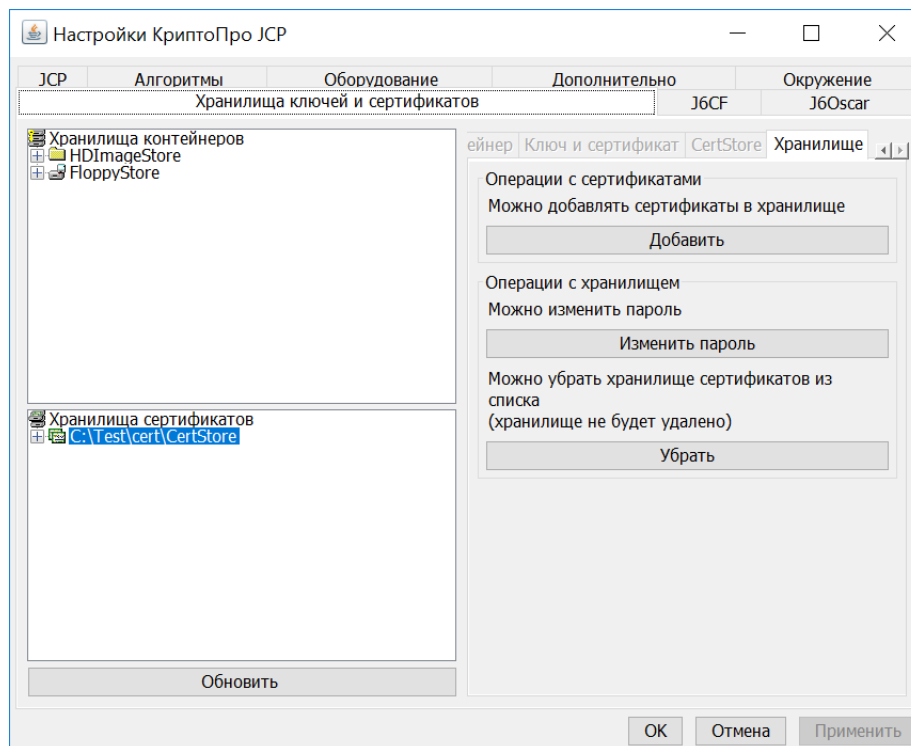 Настройки КриптоПро JCP
JCP Алгоритмы Оборудование Дополнительно Окружение
Хранилища ключей и сертификатов J6CF J6Oscar
Хранилища контейнеров
HDImageStore
FloppyStore
Хранилища сертификатов
C:\Test\cert\CertStore
Обновить
ейнер Ключ и сертификат CertStore Хранилище
Операции с сертификатами
Можно добавлять сертификаты в хранилище
Добавить
Операции с хранилищем
Можно изменить пароль
Изменить пароль
Можно убрать хранилище сертификатов из
списка
(хранилище не будет удалено)
Убрать
OK Отмена Применить